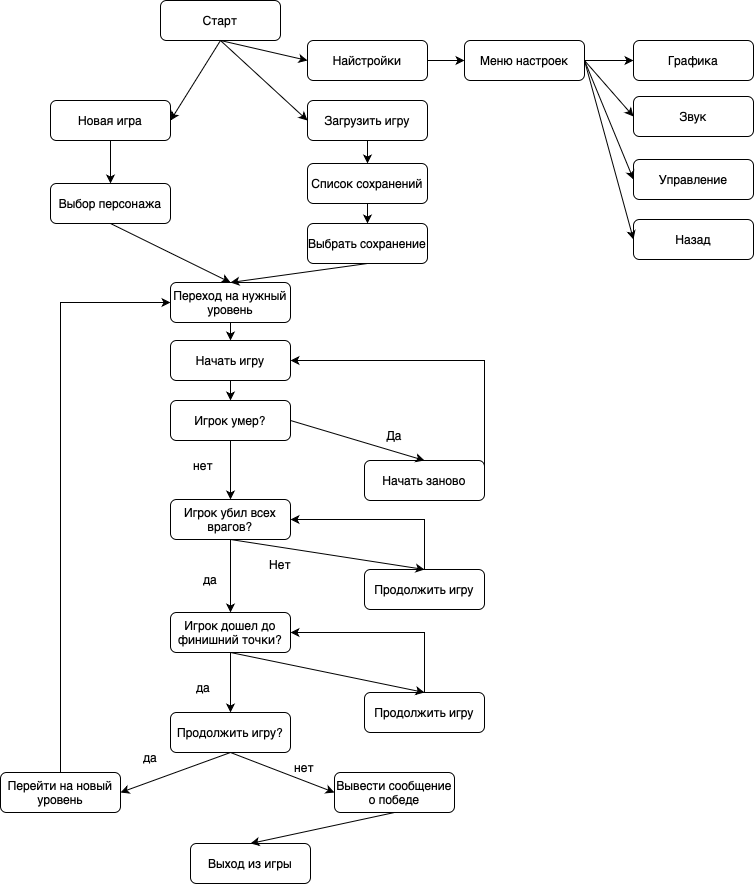 Старт
Найстройки
Меню настроек
Графика
Новая игра
Загрузить игру
Звук
Список сохранений
Управление
Выбор персонажа
Выбрать сохранение
Назад
Переход на нужный
уровень
Начать игру
Игрок умер?
Да
нет
Начать заново
Игрок убил всех
врагов?
Нет
да
Продолжить игру
Игрок дошел до
финишний точки?
да
Продолжить игру
Продолжить игру?
да
нет
Перейти на новый
уровень
Вывести сообщение
о победе
Выход из игры